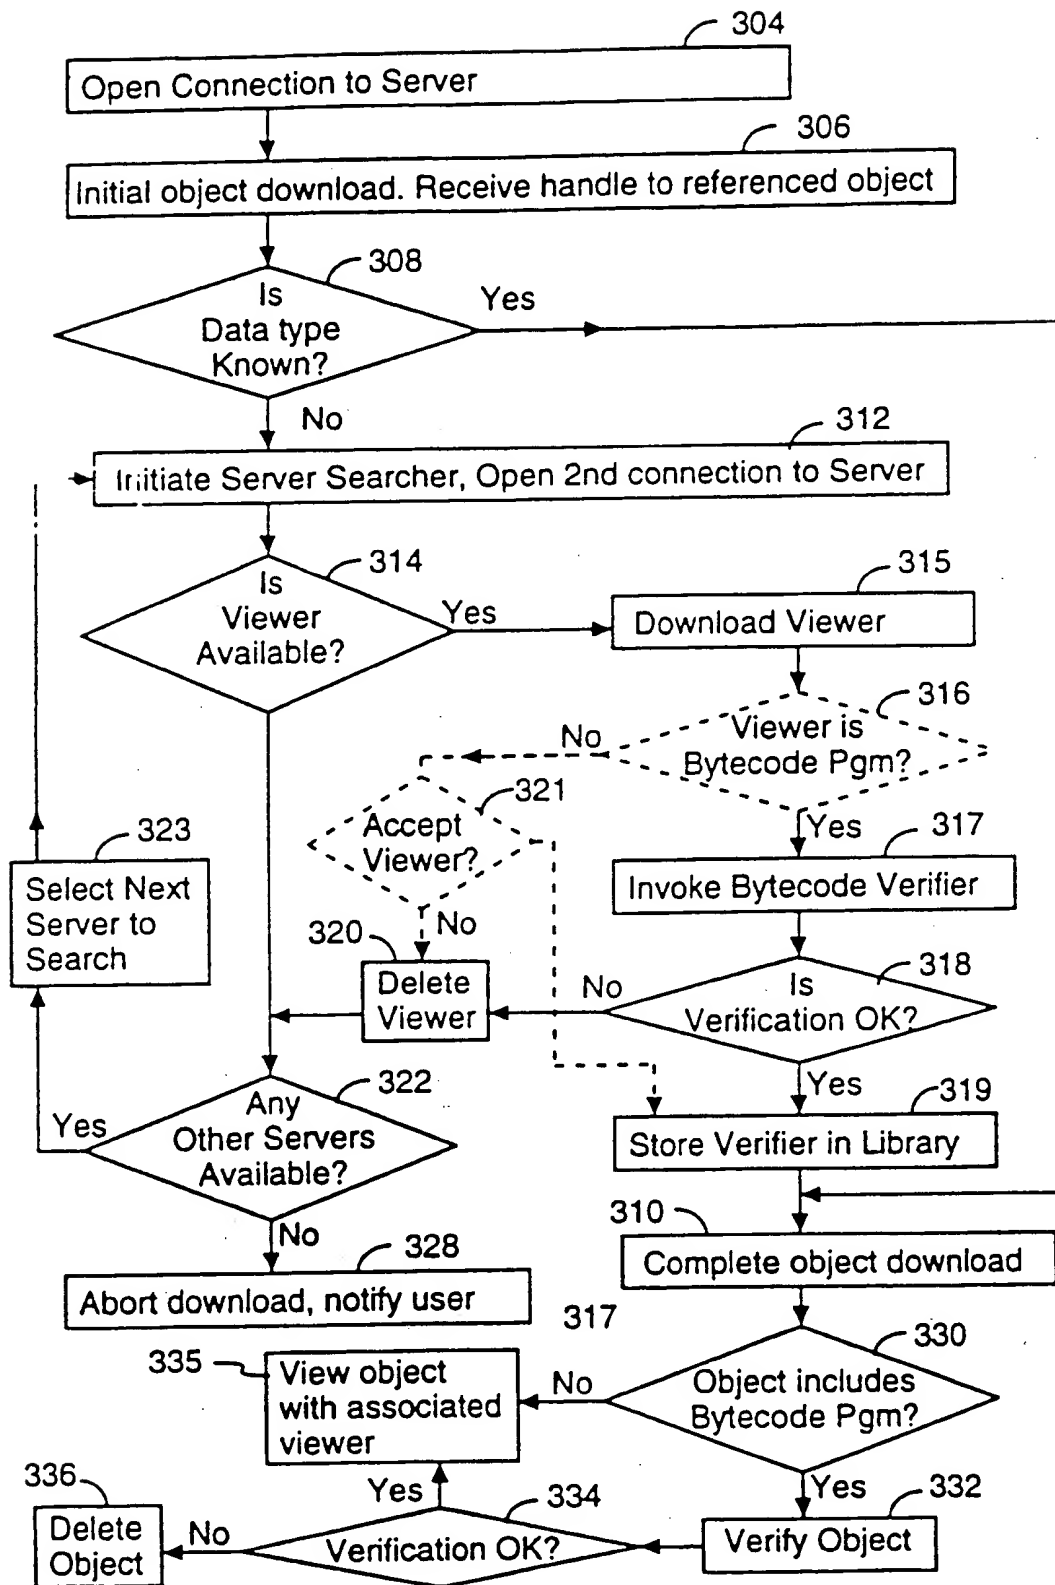 304
Open Connection to Server
306
Initial object download. Receive handle to referenced object
308
Is
Data type
Known?
Yes
No
312
Initiate Server Searcher, Open 2nd connection to Server
314
Is
Viewer
Available?
Yes
315
Download Viewer
316
Viewer is
Bytecode Pgm?
No
Yes
321
Accept
Viewer?
No
323
Select Next
Server to
Search
317
Invoke Bytecode Verifier
320
Delete
Viewer
318
Is
Verification OK?
No
Yes
322
Any
Other Servers
Available?
Yes
No
319
Store Verifier in Library
310
Complete object download
328
Abort download, notify user
317
330
Object includes
Bytecode Pgm?
No
Yes
335
View object
with associated
viewer
332
Verify Object
334
Verification OK?
Yes
No
336
Delete
Object